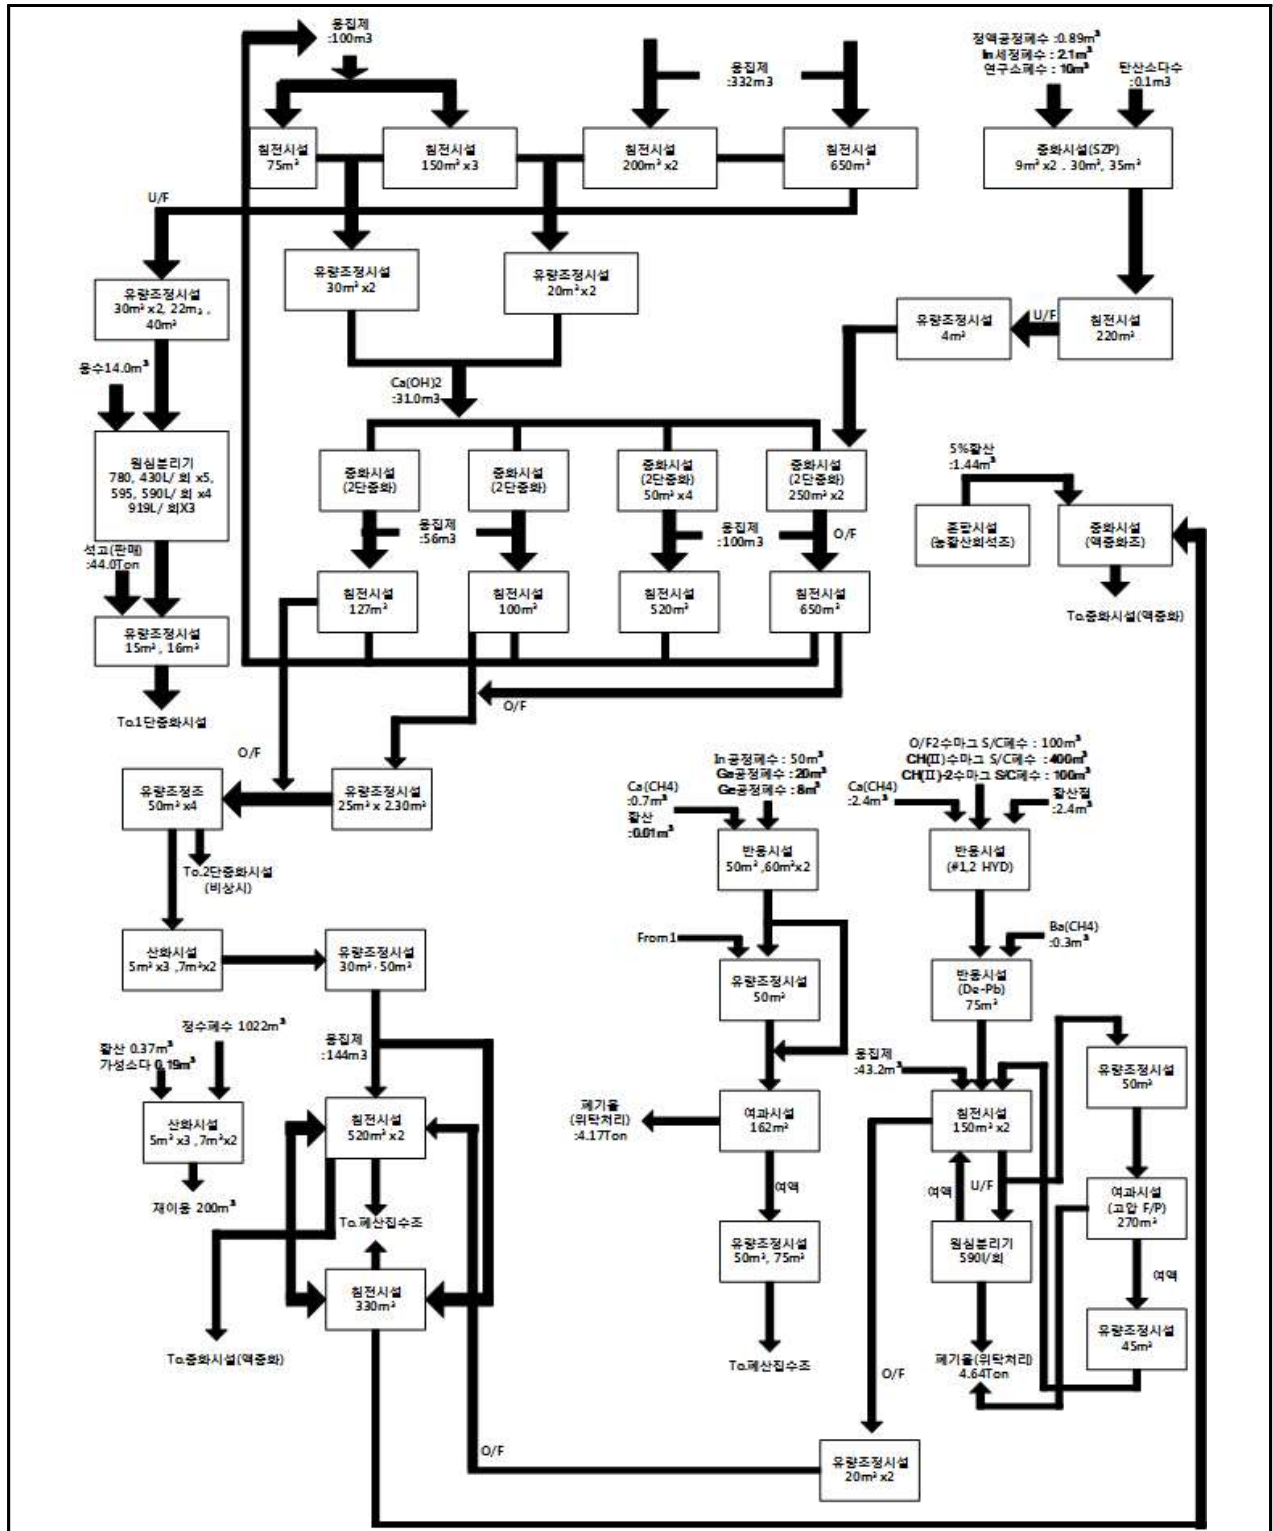 응집제
:100m3
응집제
:332m3
정액공정폐수 :0.89m³
In세정폐수 : 2.1m³
연구소폐수 : 10m³
탄산소다수
:0.1m3
침전시설
75m³
침전시설
150m³ x3
침전시설
200m³ x2
침전시설
650m³
중화시설(SZP)
9m³ x2 . 30m³, 35m³
U/F
유량조정시설
30m³ x2
유량조정시설
20m³ x2
유량조정시설
30m³ x2, 22m₃ ,
40m³
유량조정시설
4m³
U/F
침전시설
220m³
용수14.0m³
Ca(OH)2
:31.0m3
원심분리기
780, 430L/ 회 x5,
595, 590L/ 회 x4
919L/ 회X3
중화시설
(2단중화)
중화시설
(2단중화)
중화시설
(2단중화)
50m³ x4
중화시설
(2단중화)
250m³ x2
5%황산
:1.44m³
혼합시설
(농황산희석조)
중화시설
(액중화조)
응집제
:56m3
응집제
:100m3
O/F
석고(판매)
:44.0Ton
침전시설
127m³
침전시설
100m³
침전시설
520m³
침전시설
650m³
To.중화시설(액중화)
유량조정시설
15m³ , 16m³
To.1단중화시설
O/F
O/F
유량조정조
50m³ x4
유량조정시설
25m³ x 2.30m³
To.2단중화시설
(비상시)
In공정폐수 : 50m³
Ga공정폐수 : 20m³
Ge공정폐수 : 8m³
Ca(CH4)
:0.7m³
황산
:0.01m³
O/F2수마그 S/C폐수 : 100m³
CH(II)수마그 S/C폐수 : 400m³
CH(II)-2수마그 S/C폐수 : 100m³
Ca(CH4)
:2.4m³
황산철
:2.4m³
반응시설
50m³ ,60m³x2
반응시설
(#1,2 HYD)
산화시설
5m³ x3 ,7m³x2
유량조정시설
30m³ · 50m³
From1
유량조정시설
50m³
Ba(CH4)
:0.3m³
반응시설
(De-Pb)
75m³
정수폐수 1022m³
황산 0.37m³
가성소다 0.19m³
응집제
:144m3
산화시설
5m³ x3 ,7m³x2
재이용 200m³
침전시설
520m³ x2
To.폐산집수조
침전시설
330m³
To.중화시설(액중화)
폐기물
(위탁처리)
:4.17Ton
여과시설
162m³
여액
유량조정시설
50m³, 75m³
To.폐산집수조
응집제
:43.2m³
침전시설
150m³ x2
여액
U/F
원심분리기
590l/회
폐기물(위탁처리)
4.64Ton
유량조정시설
50m³
여과시설
(고압 F/P)
270m³
여액
유량조정시설
45m³
O/F
O/F
유량조정시설
20m³ x2